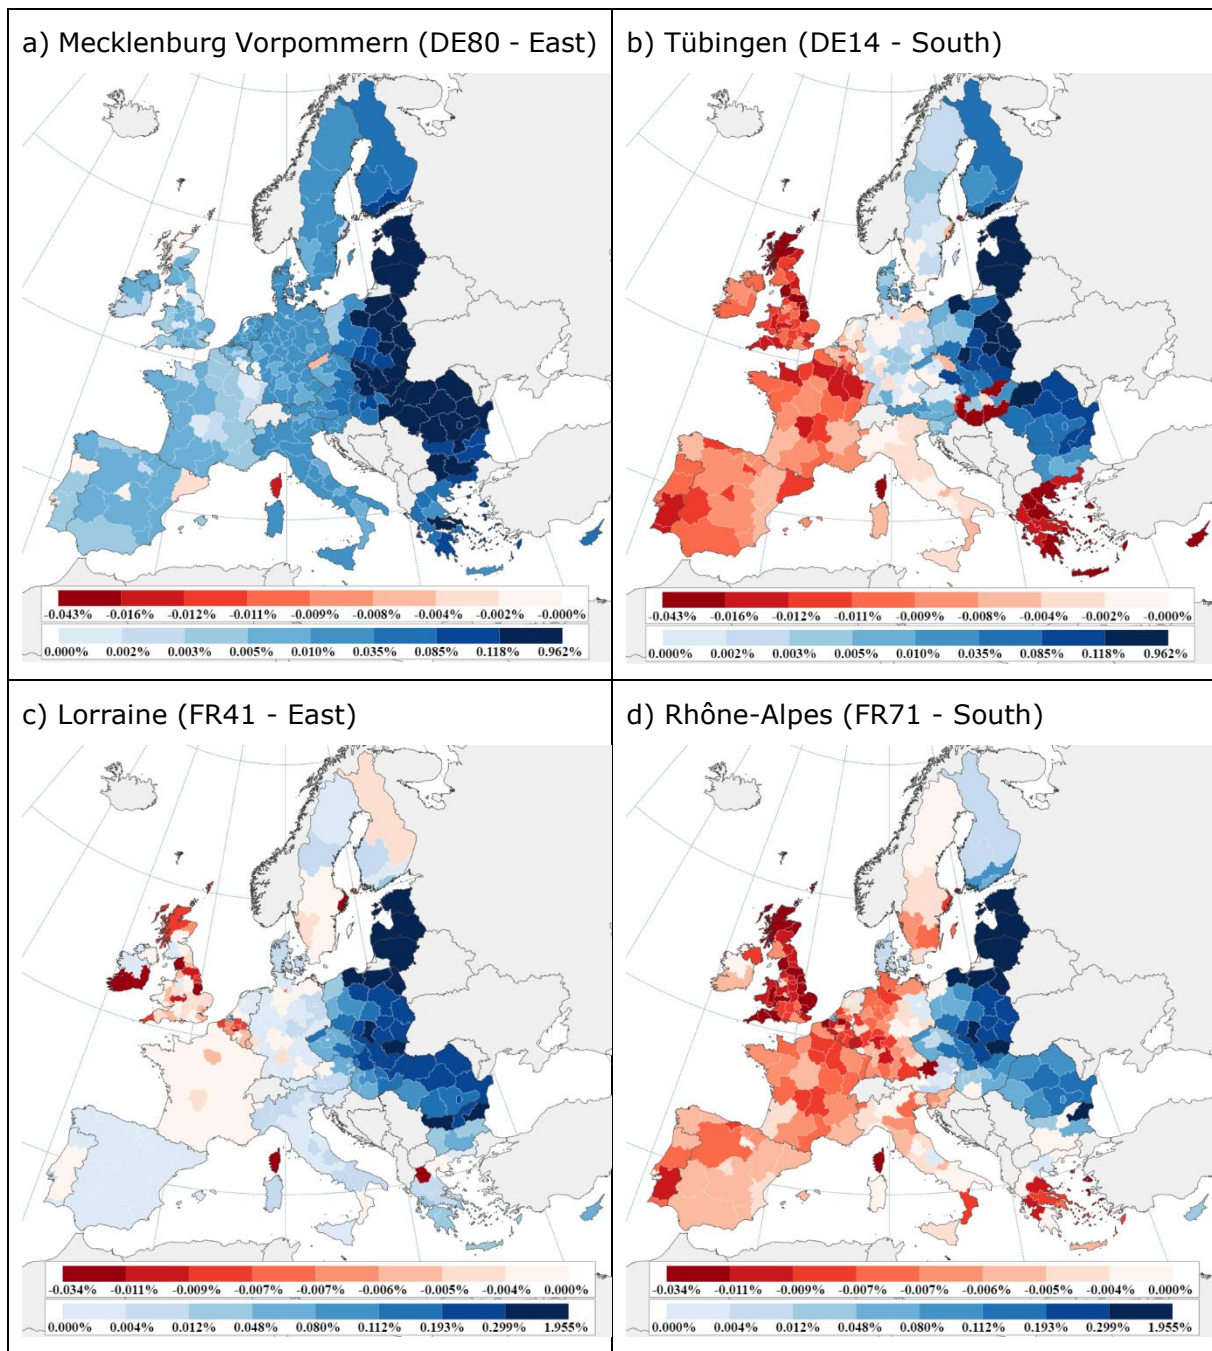 a) Mecklenburg Vorpommern (DE80 - East)
b) Tübingen (DE14 - South)
-0.043% -0.016% -0.012% -0.011% -0.009% -0.008% -0.004% -0.002% -0.000%
0.000% 0.002% 0.003% 0.005% 0.010% 0.035% 0.085% 0.118% 0.962%
-0.043% -0.016% -0.012% -0.011% -0.009% -0.008% -0.004% -0.002% -0.000%
0.000% 0.002% 0.003% 0.005% 0.010% 0.035% 0.085% 0.118% 0.962%
c) Lorraine (FR41 - East)
d) Rhône-Alpes (FR71 - South)
-0.034% -0.011% -0.009% -0.007% -0.006% -0.005% -0.004% 0.000%
0.000% 0.004% 0.012% 0.048% 0.080% 0.112% 0.193% 0.299% 1.955%
-0.034% -0.011% -0.009% -0.007% -0.007% -0.006% -0.005% -0.004% 0.000%
0.000% 0.004% 0.012% 0.048% 0.080% 0.112% 0.193% 0.299% 1.955%